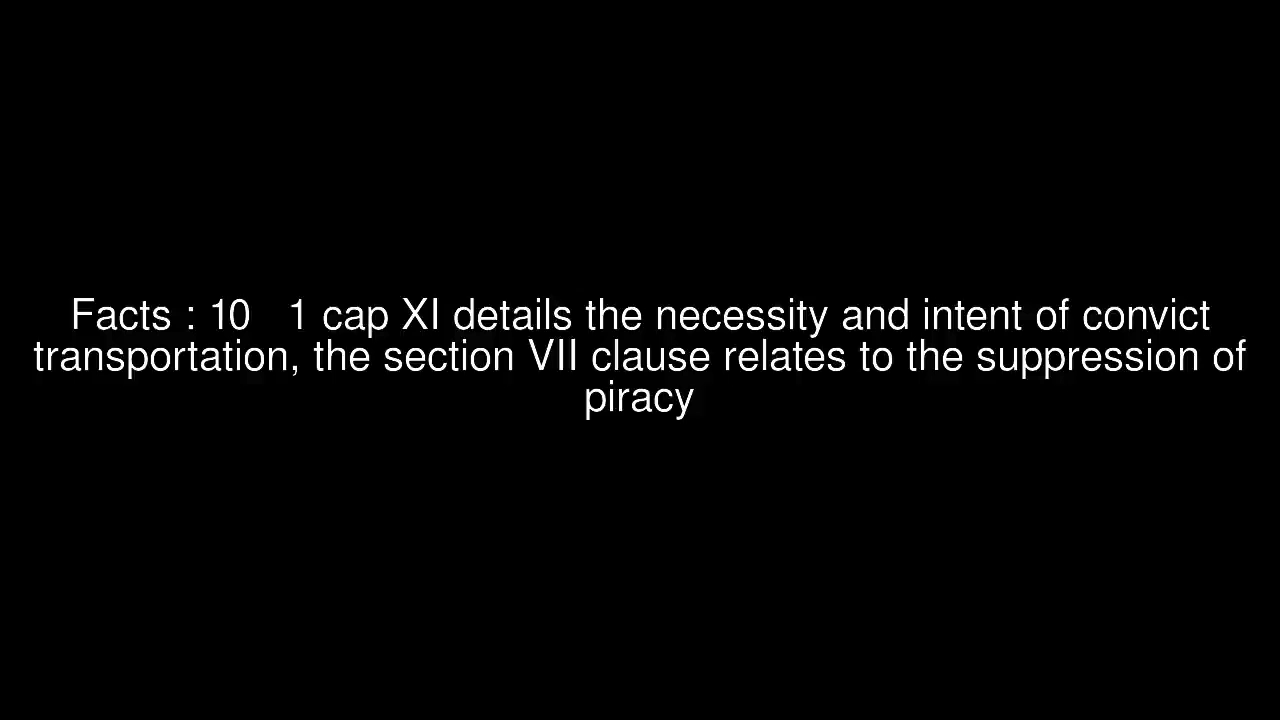 Facts : 10   1 cap XI details the necessity and intent of convict
transportation, the section VII clause relates to the suppression of
piracy